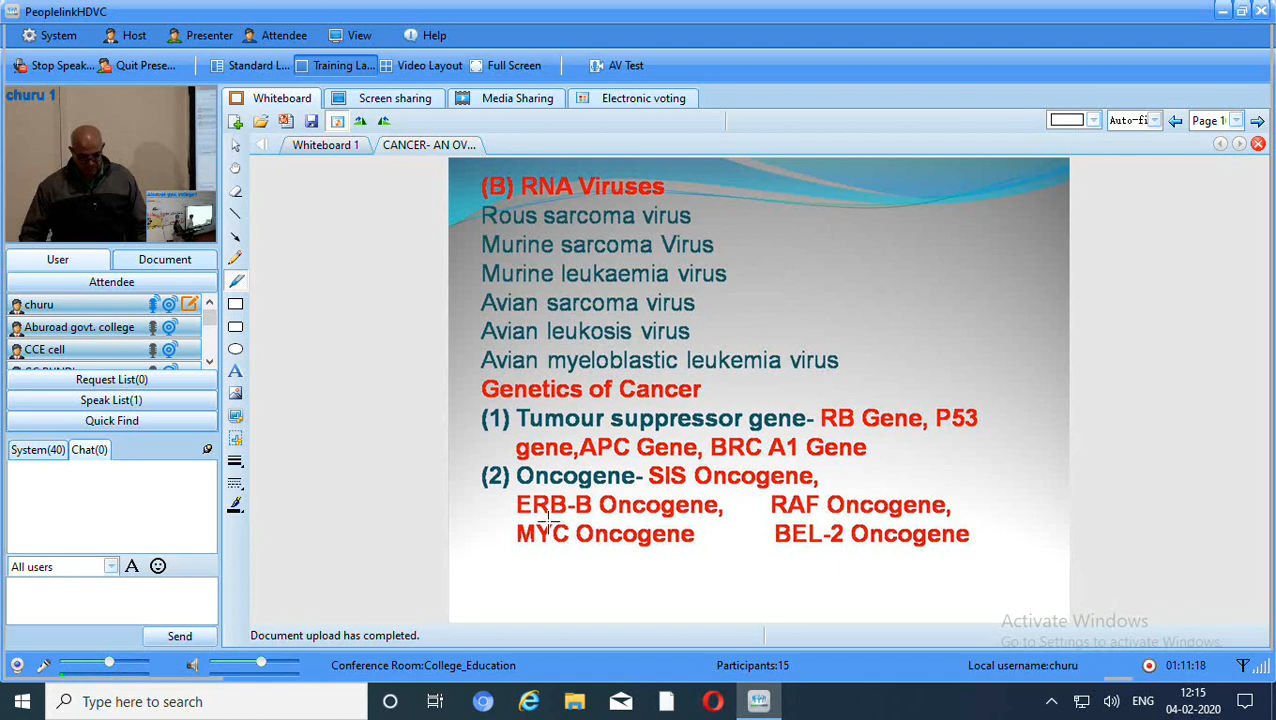 PeoplelinkHDVC
System Host Presenter Attendee View Help
Stop Speak... Quit Prese... Standard L... Training La... Video Layout Full Screen AV Test
churu 1
Whiteboard Screen sharing Media Sharing Electronic voting
Auto-fi Page 1
Whiteboard 1 CANCER- AN OV...
User Document
Attendee
churu
Aburoad govt. college
CCE cell
Request List(0)
Speak List(1)
Quick Find
System(40) Chat(0)
All users
Send
(B) RNA Viruses
Rous sarcoma virus
Murine sarcoma Virus
Murine leukaemia virus
Avian sarcoma virus
Avian leukosis virus
Avian myeloblastic leukemia virus
Genetics of Cancer
(1) Tumour suppressor gene- RB Gene, P53
gene,APC Gene, BRC A1 Gene
(2) Oncogene- SIS Oncogene,
ERB-B Oncogene, RAF Oncogene,
MYC Oncogene BEL-2 Oncogene
Activate Windows
Go to Settings to activate Windows.
Document upload has completed.
Conference Room:College_Education Participants:15 Local username:churu 01:11:18
Type here to search
ENG
12:15
04-02-2020